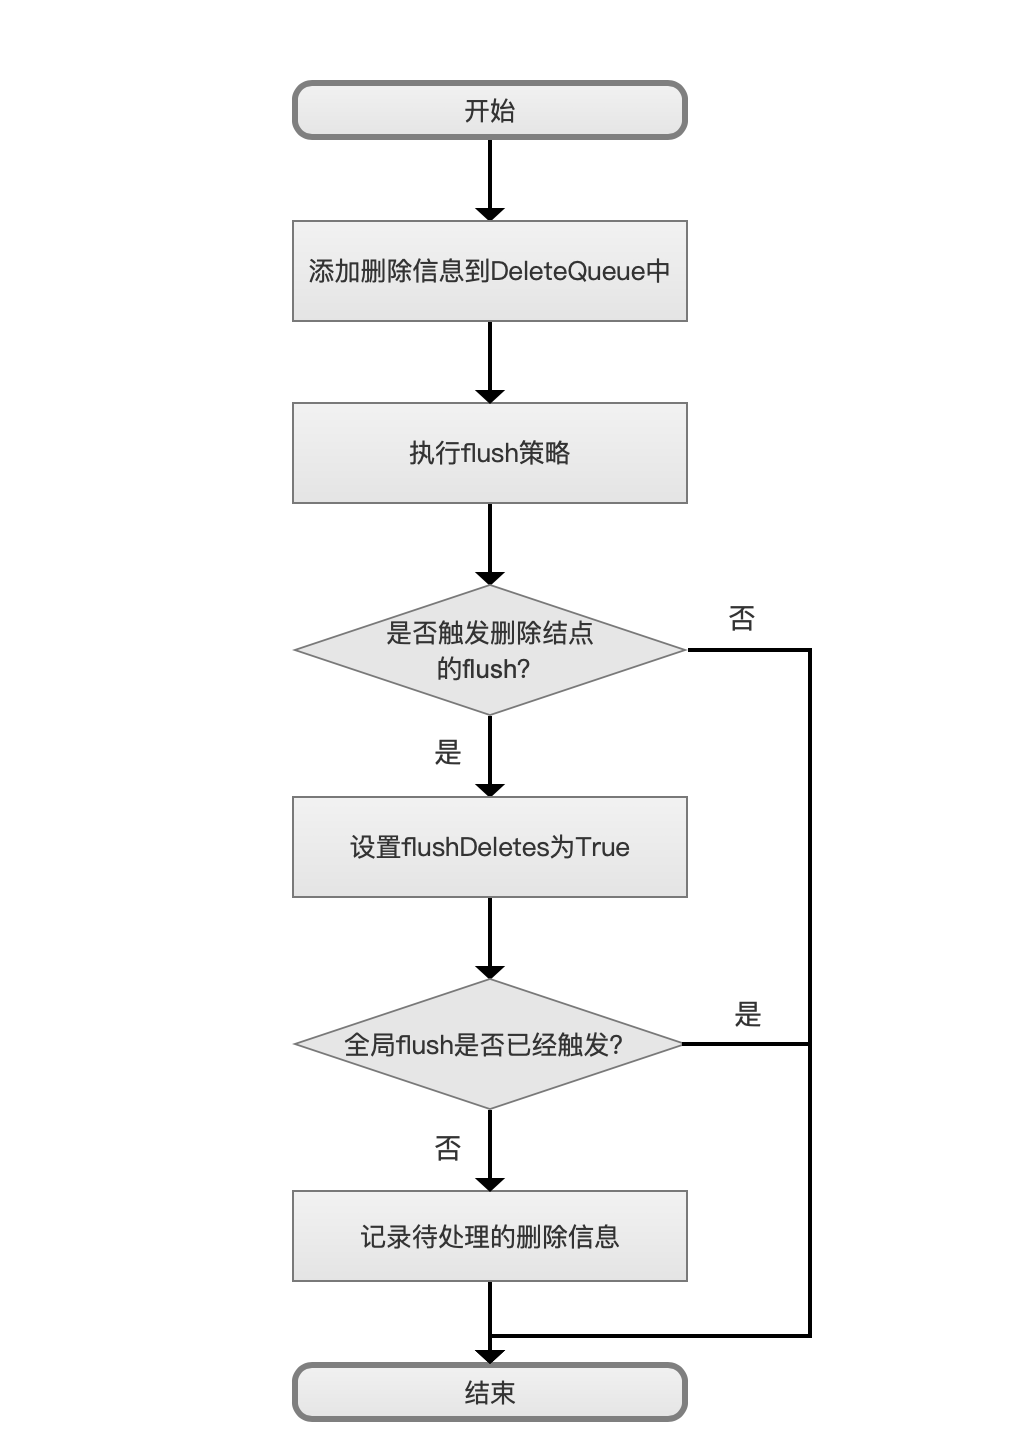 开始
添加删除信息到DeleteQueue中
执行flush策略
是否触发删除结点
的flush?
否
是
设置flushDeletes为True
全局flush是否已经触发?
是
否
记录待处理的删除信息
结束